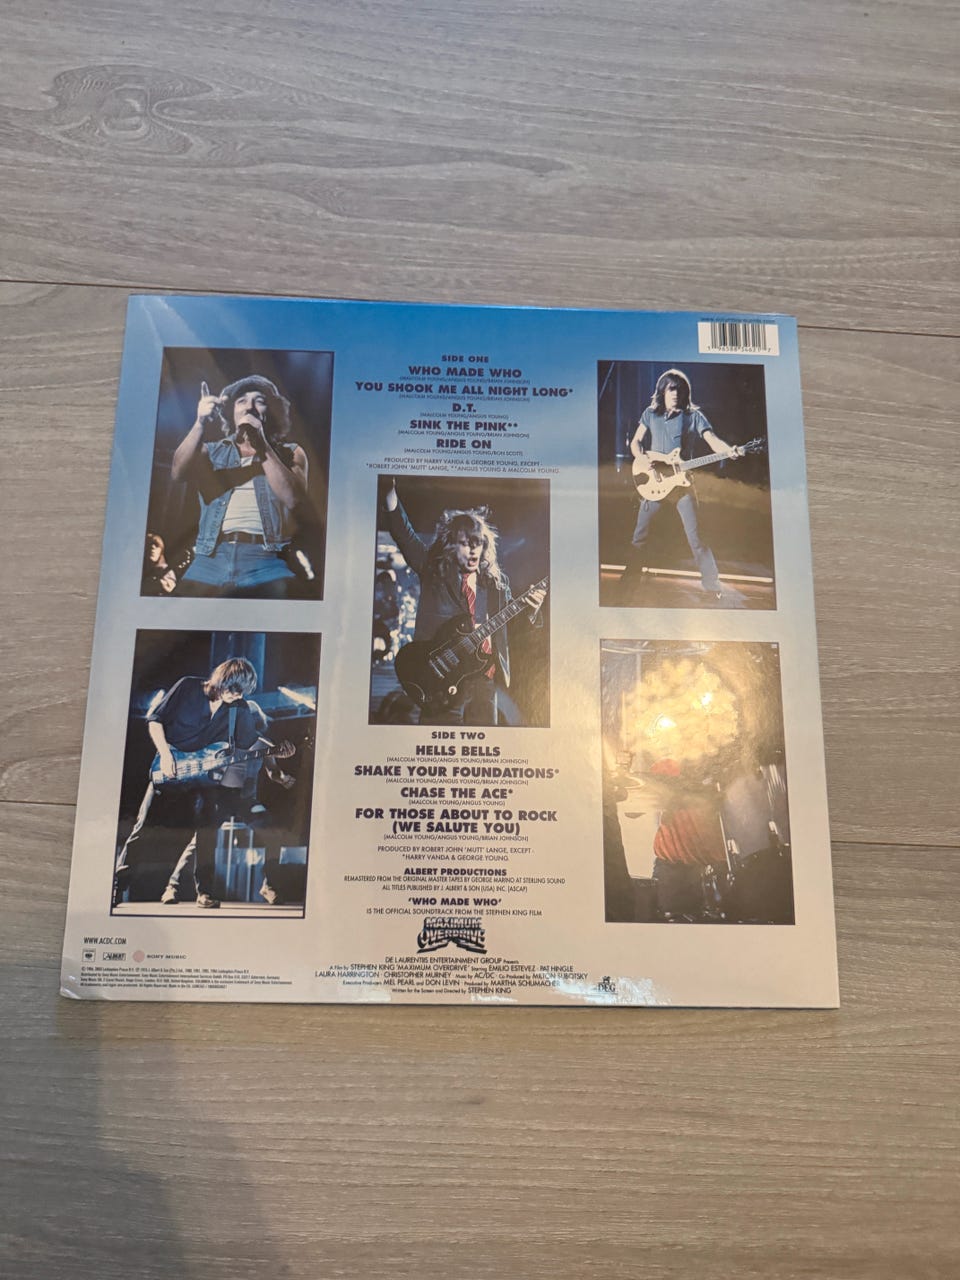 SIDE ONE
WHO MADE WHO
(MALCOLM YOUNG/ANGUS YOUNG/BRIAN JOHNSON)
YOU SHOOK ME ALL NIGHT LONG*
(MALCOLM YOUNG/ANGUS YOUNG/BRIAN JOHNSON)
D.T.
(MALCOLM YOUNG/ANGUS YOUNG)
SINK THE PINK**
(MALCOLM YOUNG/ANGUS YOUNG/BRIAN JOHNSON)
RIDE ON
(MALCOLM YOUNG/ANGUS YOUNG/BON SCOTT)
PRODUCED BY HARRY VANDA & GEORGE YOUNG, EXCEPT -
*ROBERT JOHN 'MUTT' LANGE, **ANGUS YOUNG & MALCOLM YOUNG.
SIDE TWO
HELLS BELLS
(MALCOLM YOUNG/ANGUS YOUNG/BRIAN JOHNSON)
SHAKE YOUR FOUNDATIONS*
(MALCOLM YOUNG/ANGUS YOUNG/BRIAN JOHNSON)
CHASE THE ACE*
(MALCOLM YOUNG/ANGUS YOUNG)
FOR THOSE ABOUT TO ROCK
(WE SALUTE YOU)
(MALCOLM YOUNG/ANGUS YOUNG/BRIAN JOHNSON)
PRODUCED BY ROBERT JOHN 'MUTT' LANGE, EXCEPT -
*HARRY VANDA & GEORGE YOUNG.
ALBERT PRODUCTIONS
REMASTERED FROM THE ORIGINAL MASTER TAPES BY GEORGE MARINO AT STERLING SOUND
ALL TITLES PUBLISHED BY J. ALBERT & SON (USA) INC. (ASCAP)
'WHO MADE WHO'
IS THE OFFICIAL SOUNDTRACK FROM THE STEPHEN KING FILM
MAXIMUM
OVERDRIVE
DE LAURENTIIS ENTERTAINMENT GROUP Presents
A Film by STEPHEN KING 'MAXIMUM OVERDRIVE' Starring EMILIO ESTEVEZ · PAT HINGLE
LAURA HARRINGTON · CHRISTOPHER MURNEY · Music by AC/DC · Co-Produced by MILTON SUBOTSKY
Executive Producers MEL PEARL and DON LEVIN · Produced by MARTHA SCHUMACHER
Written for the Screen and Directed by STEPHEN KING
DEG
WWW.ACDC.COM
ALBERT
SONY MUSIC